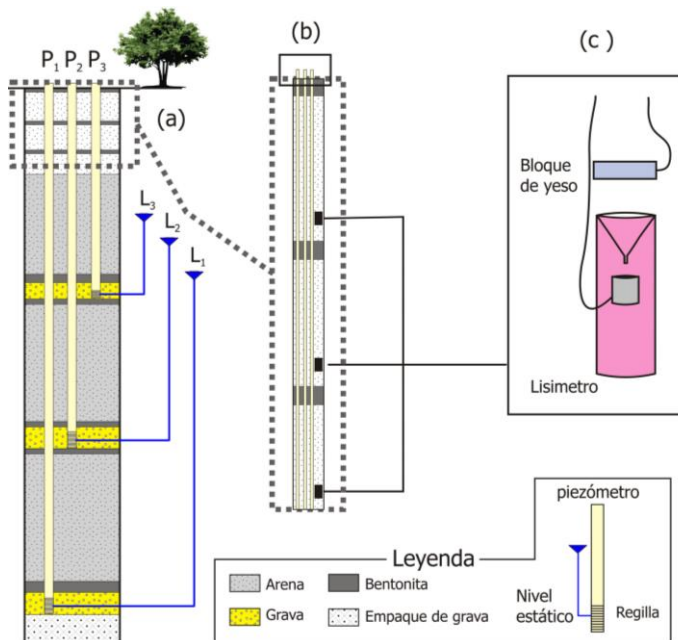 P1 P2 P3
(a)
L3
L2
L1
(b)
(c)
Bloque
de yeso
Lisimetro
Leyenda
Arena
Bentonita
Grava
Empaque de grava
piezómetro
Nivel
estático
Regilla